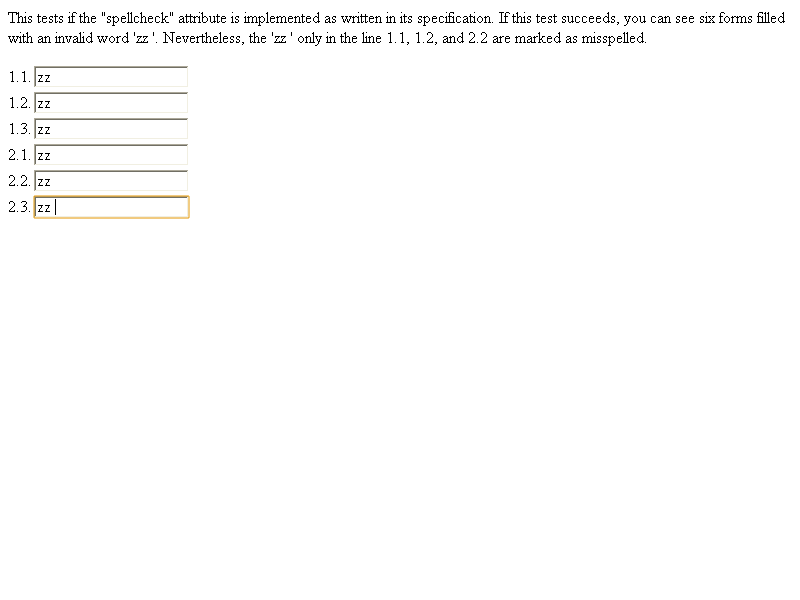 This tests if the "spellcheck" attribute is implemented as written in its specification. If this test succeeds, you can see six forms filled
with an invalid word 'zz '. Nevertheless, the 'zz ' only in the line 1.1, 1.2, and 2.2 are marked as misspelled.
1.1. zz
1.2. zz
1.3. zz
2.1. zz
2.2. zz
2.3. zz